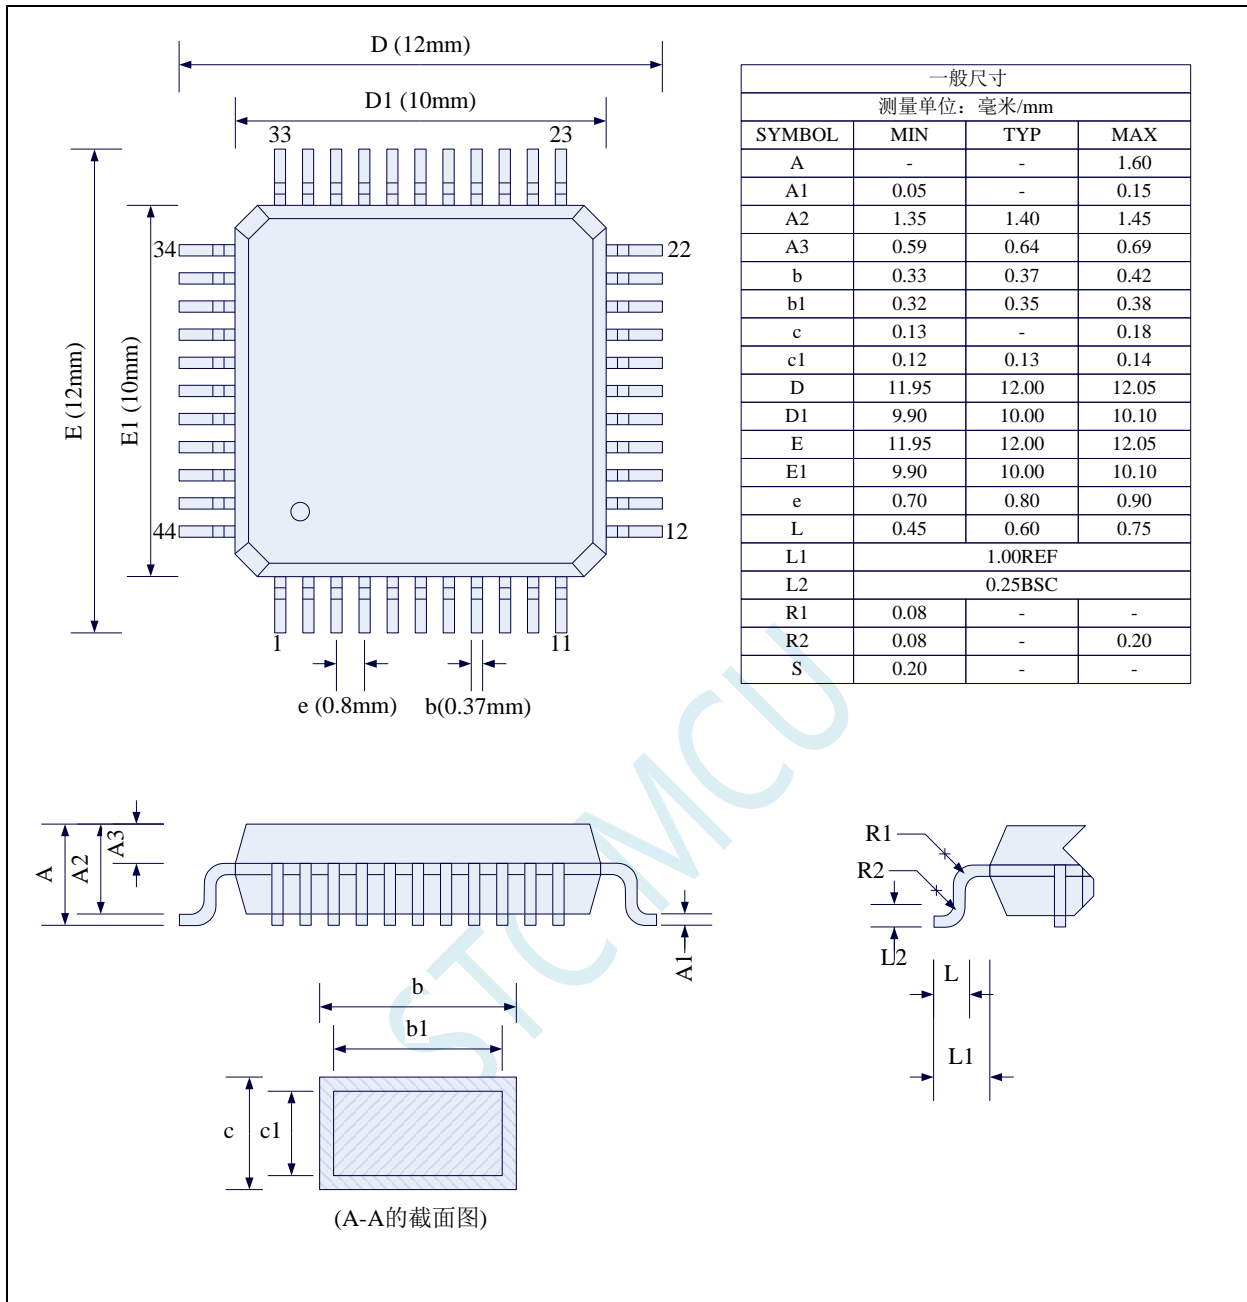 D (12mm)
D1 (10mm)
33 23
34 22
E (12mm)
E1 (10mm)
44 12
1 11
e (0.8mm) b(0.37mm)
一般尺寸
测量单位：毫米/mm
SYMBOL MIN TYP MAX
A - - 1.60
A1 0.05 - 0.15
A2 1.35 1.40 1.45
A3 0.59 0.64 0.69
b 0.33 0.37 0.42
b1 0.32 0.35 0.38
c 0.13 - 0.18
c1 0.12 0.13 0.14
D 11.95 12.00 12.05
D1 9.90 10.00 10.10
E 11.95 12.00 12.05
E1 9.90 10.00 10.10
e 0.70 0.80 0.90
L 0.45 0.60 0.75
L1 1.00REF
L2 0.25BSC
R1 0.08 - -
R2 0.08 - 0.20
S 0.20 - -
STC MCU
A
A2
A3
A1
R1
R2
L2
L
L1
b
b1
c c1
(A-A的截面图)